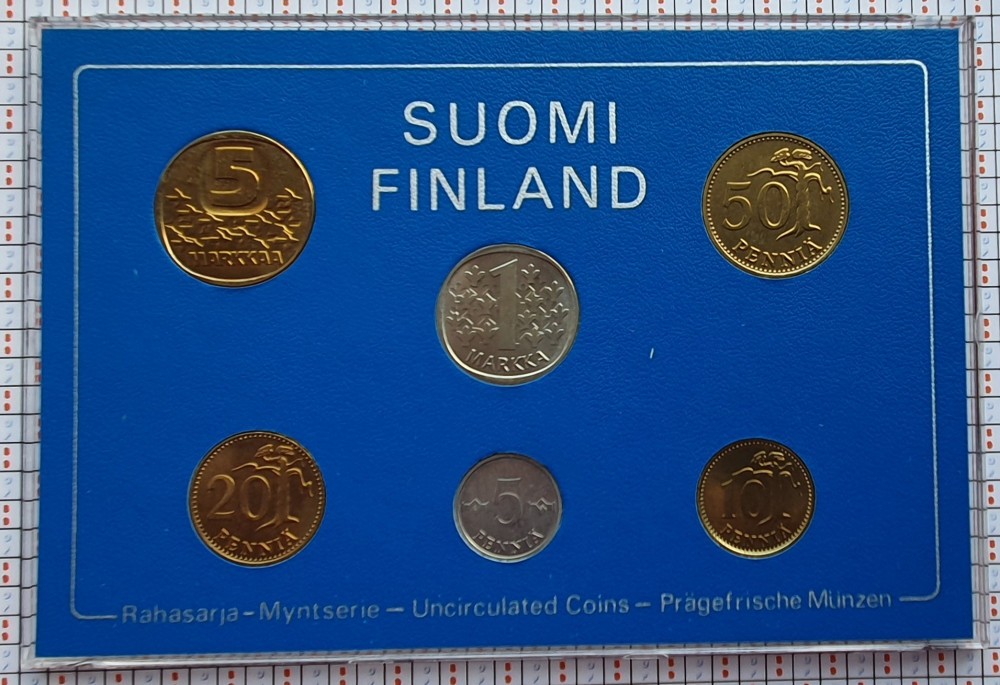 SUOMI
FINLAND
5
MARKKAA
50
PENNIÄ
1
MARKKA
20
PENNIÄ
5
PENNIÄ
10
PENNIÄ
Rahasarja – Myntserie – Uncirculated Coins – Prägefrische Münzen